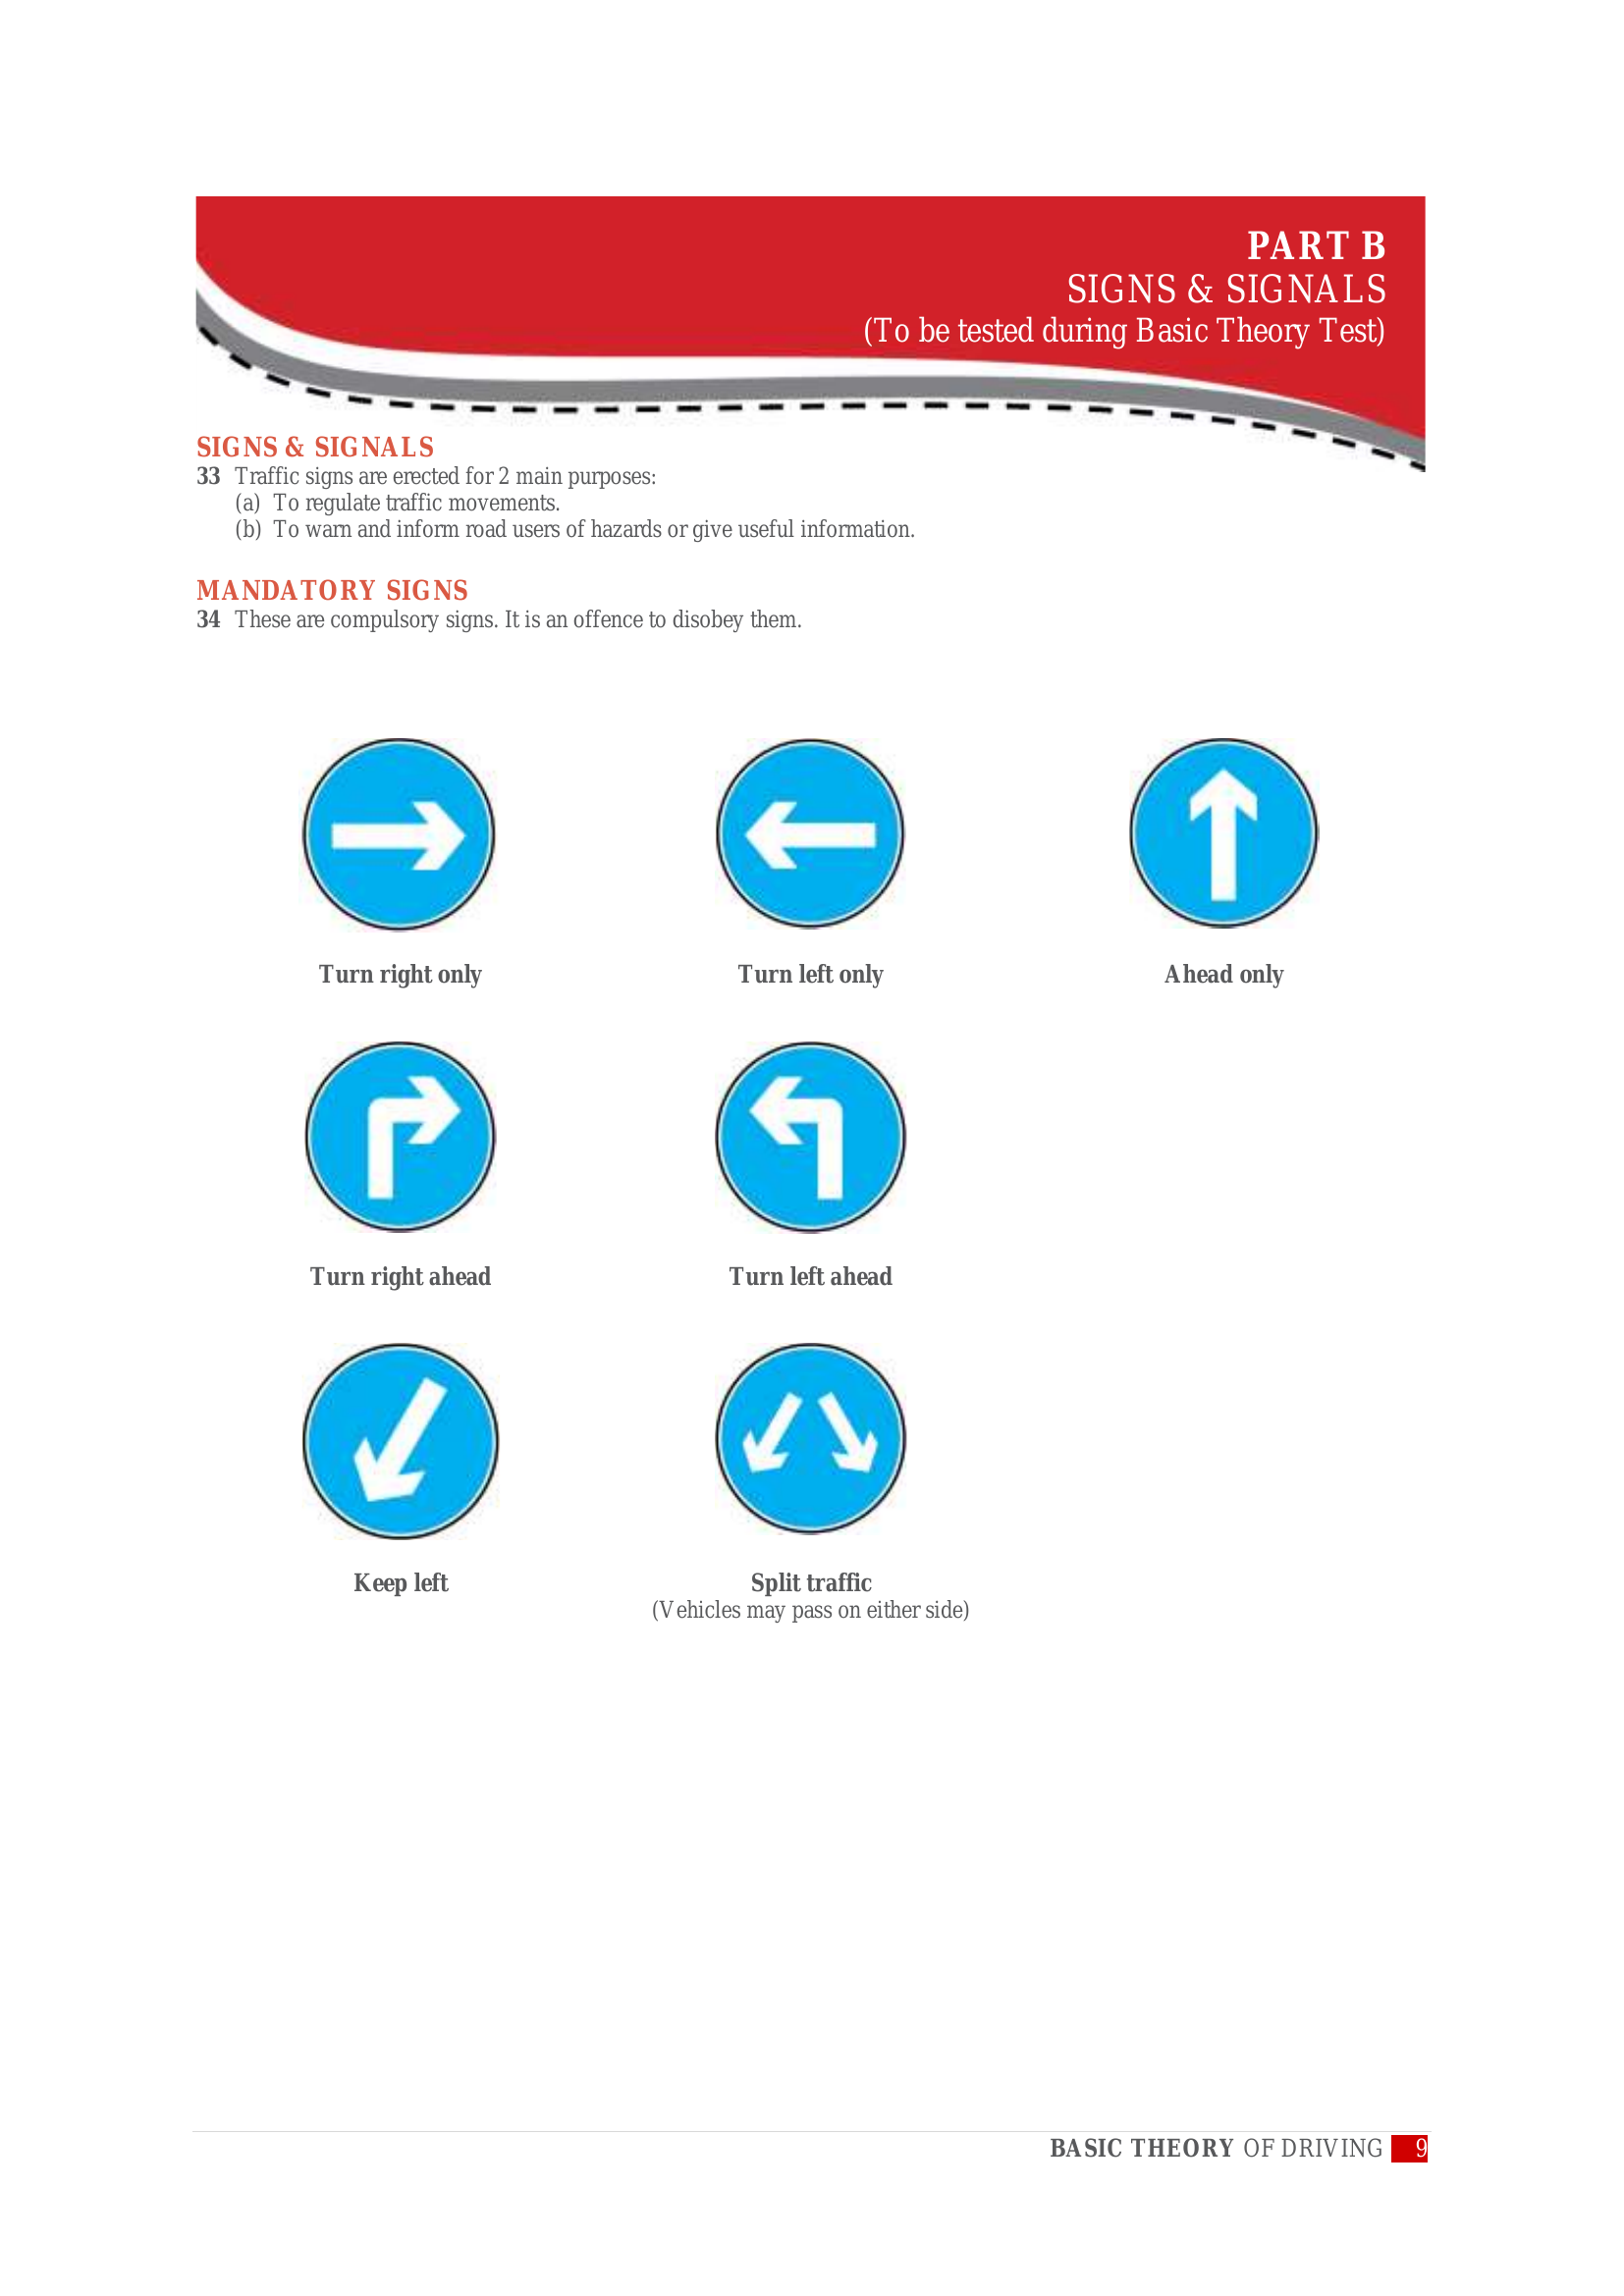 PART B
SIGNS & SIGNALS
(To be tested during Basic Theory Test)
SIGNS & SIGNALS
33 Traffic signs are erected for 2 main purposes:
(a) To regulate traffic movements.
(b) To warn and inform road users of hazards or give useful information.
MANDATORY SIGNS
34 These are compulsory signs. It is an offence to disobey them.
Turn right only
Turn left only
Ahead only
Turn right ahead
Turn left ahead
Keep left
Split traffic
(Vehicles may pass on either side)
BASIC THEORY OF DRIVING 9